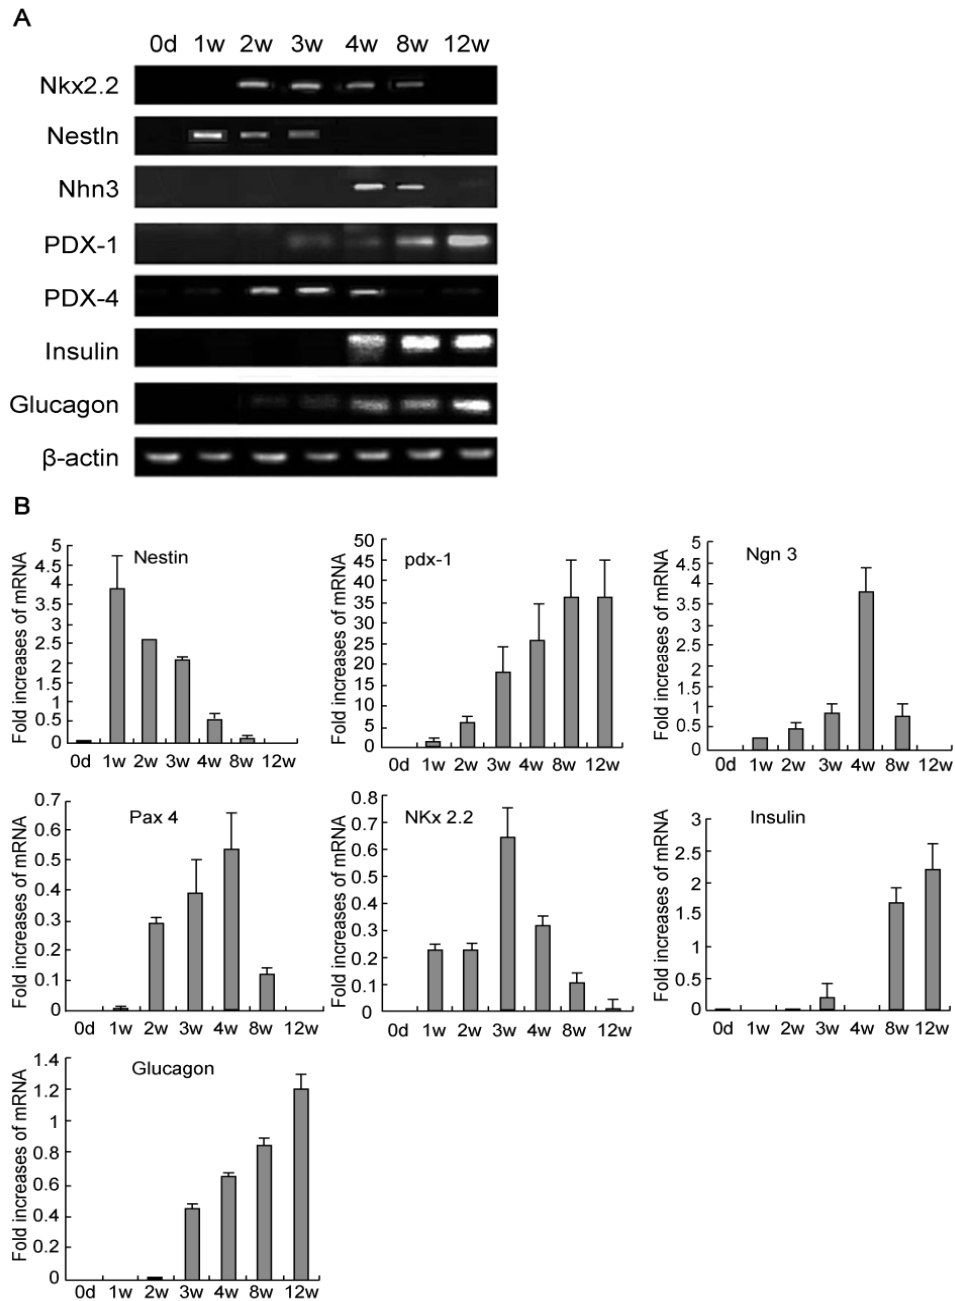 A
0d 1w 2w 3w 4w 8w 12w
Nkx2.2
Nestln
Nhn3
PDX-1
PDX-4
Insulin
Glucagon
β-actin
B
Fold increases of mRNA
5
4.5
4
3.5
3
2.5
2
1.5
1
0.5
0
Nestin
0d 1w 2w 3w 4w 8w 12w
Fold increases of mRNA
50
45
40
35
30
25
20
15
10
5
0
pdx-1
0d 1w 2w 3w 4w 8w 12w
Fold increases of mRNA
5
4.5
4
3.5
3
2.5
2
1.5
1
0.5
0
Ngn 3
0d 1w 2w 3w 4w 8w 12w
Fold increases of mRNA
0.7
0.6
0.5
0.4
0.3
0.2
0.1
0
Pax 4
0d 1w 2w 3w 4w 8w 12w
Fold increases of mRNA
0.8
0.7
0.6
0.5
0.4
0.3
0.2
0.1
0
NKx 2.2
0d 1w 2w 3w 4w 8w 12w
Fold increases of mRNA
3
2.5
2
1.5
1
0.5
0
Insulin
0d 1w 2w 3w 4w 8w 12w
Fold increases of mRNA
1.4
1.2
1
0.8
0.6
0.4
0.2
0
Glucagon
0d 1w 2w 3w 4w 8w 12w